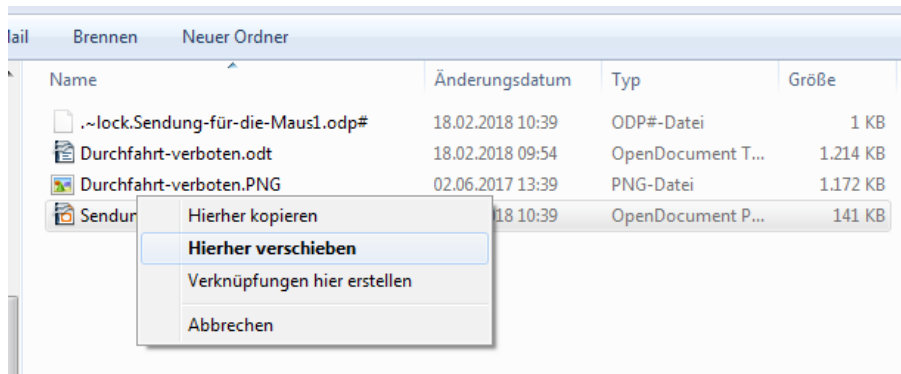 Brennen Neuer Ordner
Name Änderungsdatum Typ Größe
.~lock.Sendung-für-die-Maus1.odp# 18.02.2018 10:39 ODP#-Datei 1 KB
Durchfahrt-verboten.odt 18.02.2018 09:54 OpenDocument T... 1.214 KB
Durchfahrt-verboten.PNG 02.06.2017 13:39 PNG-Datei 1.172 KB
18 10:39 OpenDocument P... 141 KB
Hierher kopieren
Hierher verschieben
Verknüpfungen hier erstellen
Abbrechen